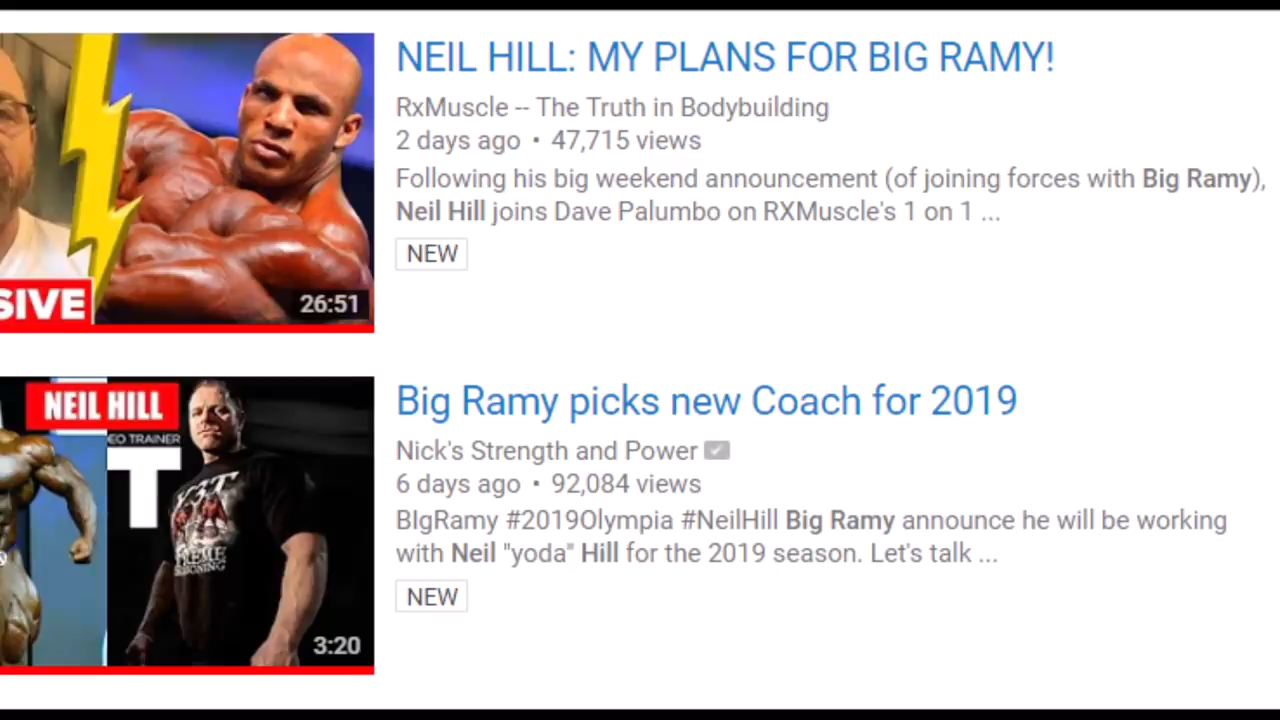 NEIL HILL: MY PLANS FOR BIG RAMY!
RxMuscle -- The Truth in Bodybuilding
2 days ago • 47,715 views
Following his big weekend announcement (of joining forces with Big Ramy),
Neil Hill joins Dave Palumbo on RXMuscle's 1 on 1 ...
NEW
SIVE
26:51
Big Ramy picks new Coach for 2019
Nick's Strength and Power
6 days ago • 92,084 views
BIgRamy #2019Olympia #NeilHill Big Ramy announce he will be working
with Neil "yoda" Hill for the 2019 season. Let's talk ...
NEW
NEIL HILL
EO TRAINER
T
3:20